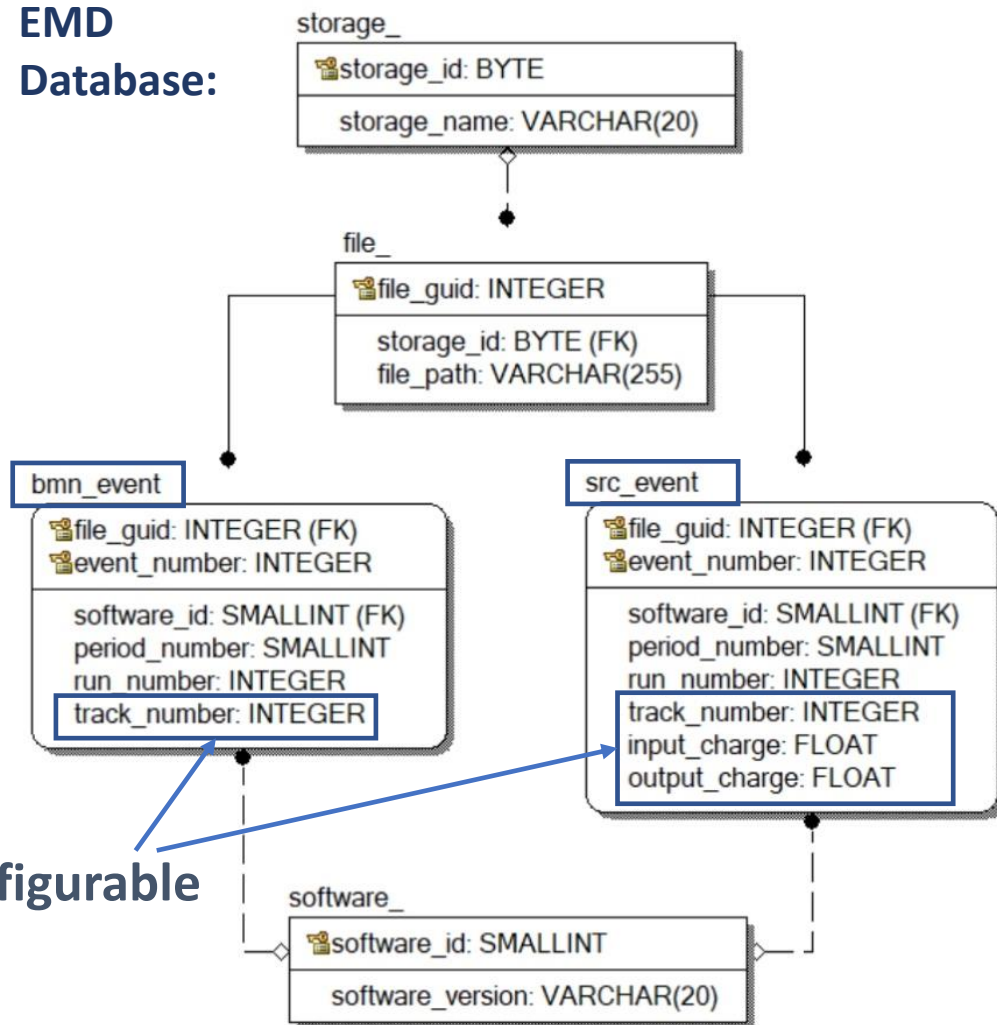 EMD
Database:
storage_
storage_id: BYTE
storage_name: VARCHAR(20)
file_
file_guid: INTEGER
storage_id: BYTE (FK)
file_path: VARCHAR(255)
bmn_event
file_guid: INTEGER (FK)
event_number: INTEGER
software_id: SMALLINT (FK)
period_number: SMALLINT
run_number: INTEGER
track_number: INTEGER
src_event
file_guid: INTEGER (FK)
event_number: INTEGER
software_id: SMALLINT (FK)
period_number: SMALLINT
run_number: INTEGER
track_number: INTEGER
input_charge: FLOAT
output_charge: FLOAT
figurable
software_
software_id: SMALLINT
software_version: VARCHAR(20)